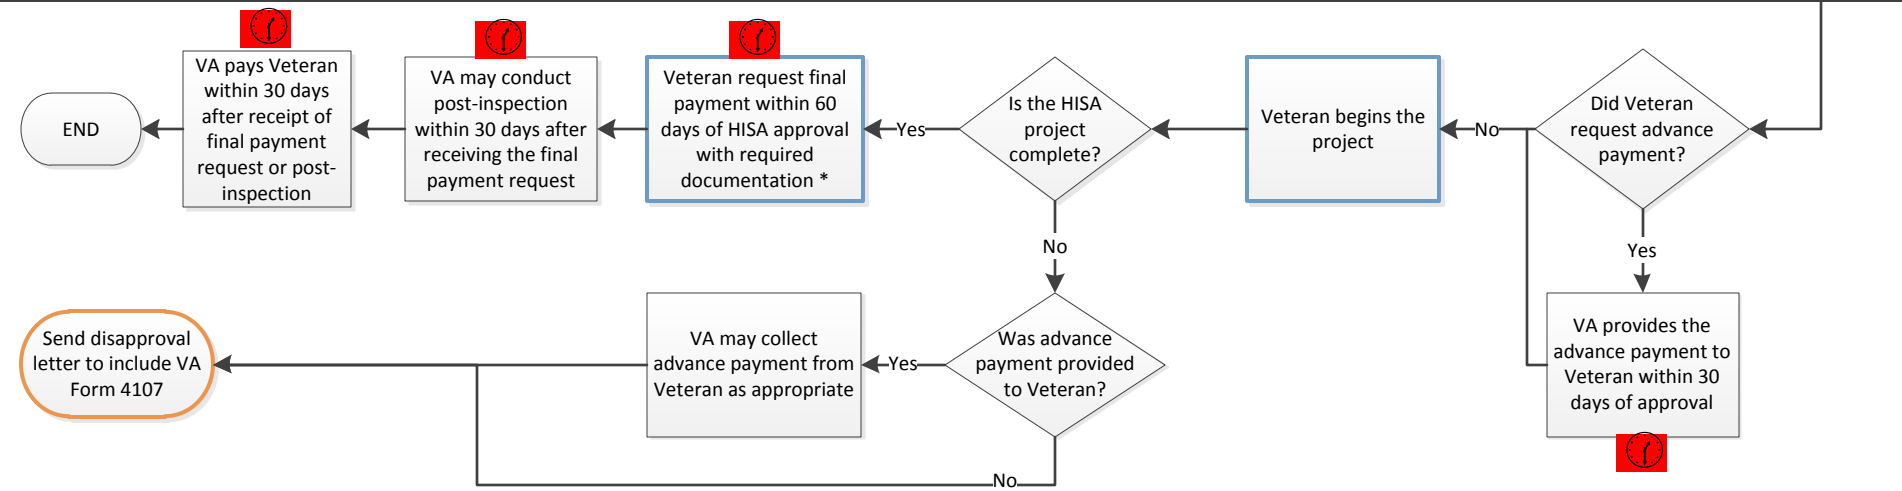 VA pays Veteran
within 30 days
after receipt of
final payment
request or post-
inspection
VA may conduct
post-inspection
within 30 days after
receiving the final
payment request
Veteran request final
payment within 60
days of HISA approval
with required
documentation *
Is the HISA
project
complete?
Veteran begins the
project
Did Veteran
request advance
payment?
END
Yes
No
No
Yes
Send disapproval
letter to include VA
Form 4107
VA may collect
advance payment from
Veteran as appropriate
Yes
Was advance
payment provided
to Veteran?
VA provides the
advance payment to
Veteran within 30
days of approval
No